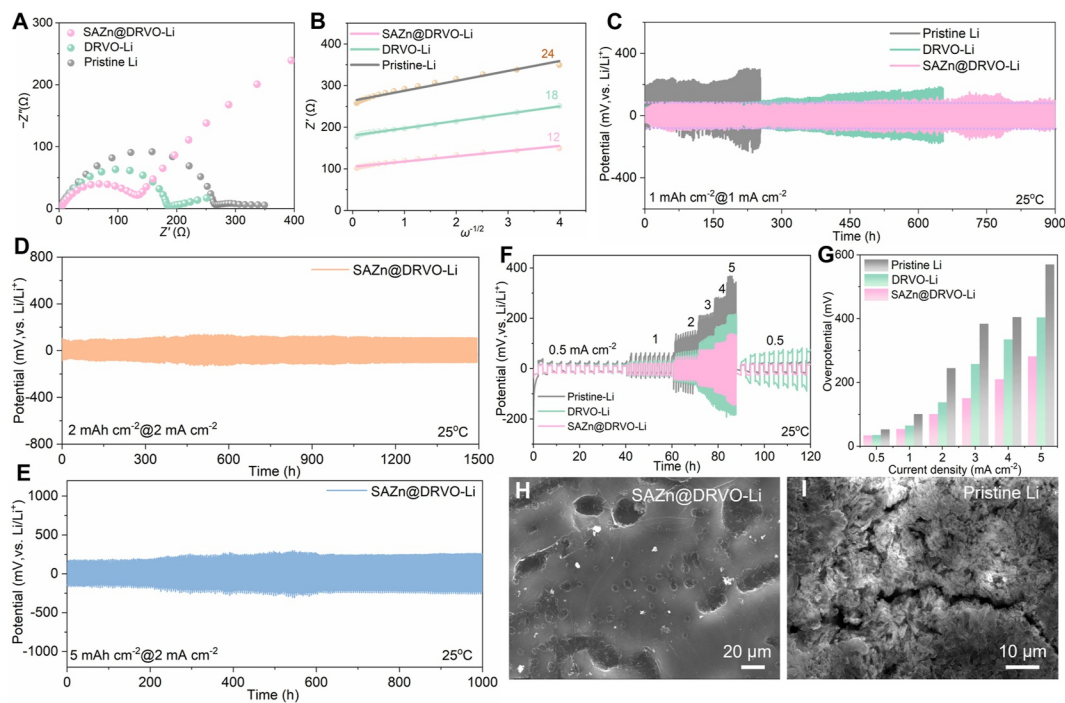 A
SAZn@DRVO-Li
DRVO-Li
Pristine Li
-Z″(Ω)
-300
-200
-100
0
0
100
200
300
400
Z′(Ω)
B
SAZn@DRVO-Li
DRVO-Li
Pristine-Li
24
18
12
Z′(Ω)
400
300
200
100
0
0
1
2
3
4
ω-1/2
C
Pristine Li
DRVO-Li
SAZn@DRVO-Li
Potential (mV,vs. Li/Li+)
400
0
-400
1 mAh cm-2@1 mA cm-2
25°C
0
150
300
450
600
750
900
Time (h)
D
SAZn@DRVO-Li
Potential (mV,vs. Li/Li+)
800
400
0
-400
-800
2 mAh cm-2@2 mA cm-2
25°C
0
300
600
900
1200
1500
Time (h)
E
SAZn@DRVO-Li
Potential (mV,vs. Li/Li+)
1000
500
250
0
-250
-500
-1000
5 mAh cm-2@2 mA cm-2
25°C
0
200
400
600
800
1000
Time (h)
F
Potential (mV,vs. Li/Li+)
400
200
0
-200
0.5 mA cm-2
1
2
3
4
5
0.5
Pristine-Li
DRVO-Li
SAZn@DRVO-Li
25°C
0
20
40
60
80
100
120
Time (h)
G
Pristine Li
DRVO-Li
SAZn@DRVO-Li
Overpotential (mV)
600
400
200
0
0.5
1
2
3
4
5
Current density (mA cm-2)
H
SAZn@DRVO-Li
20 μm
I
Pristine Li
10 μm